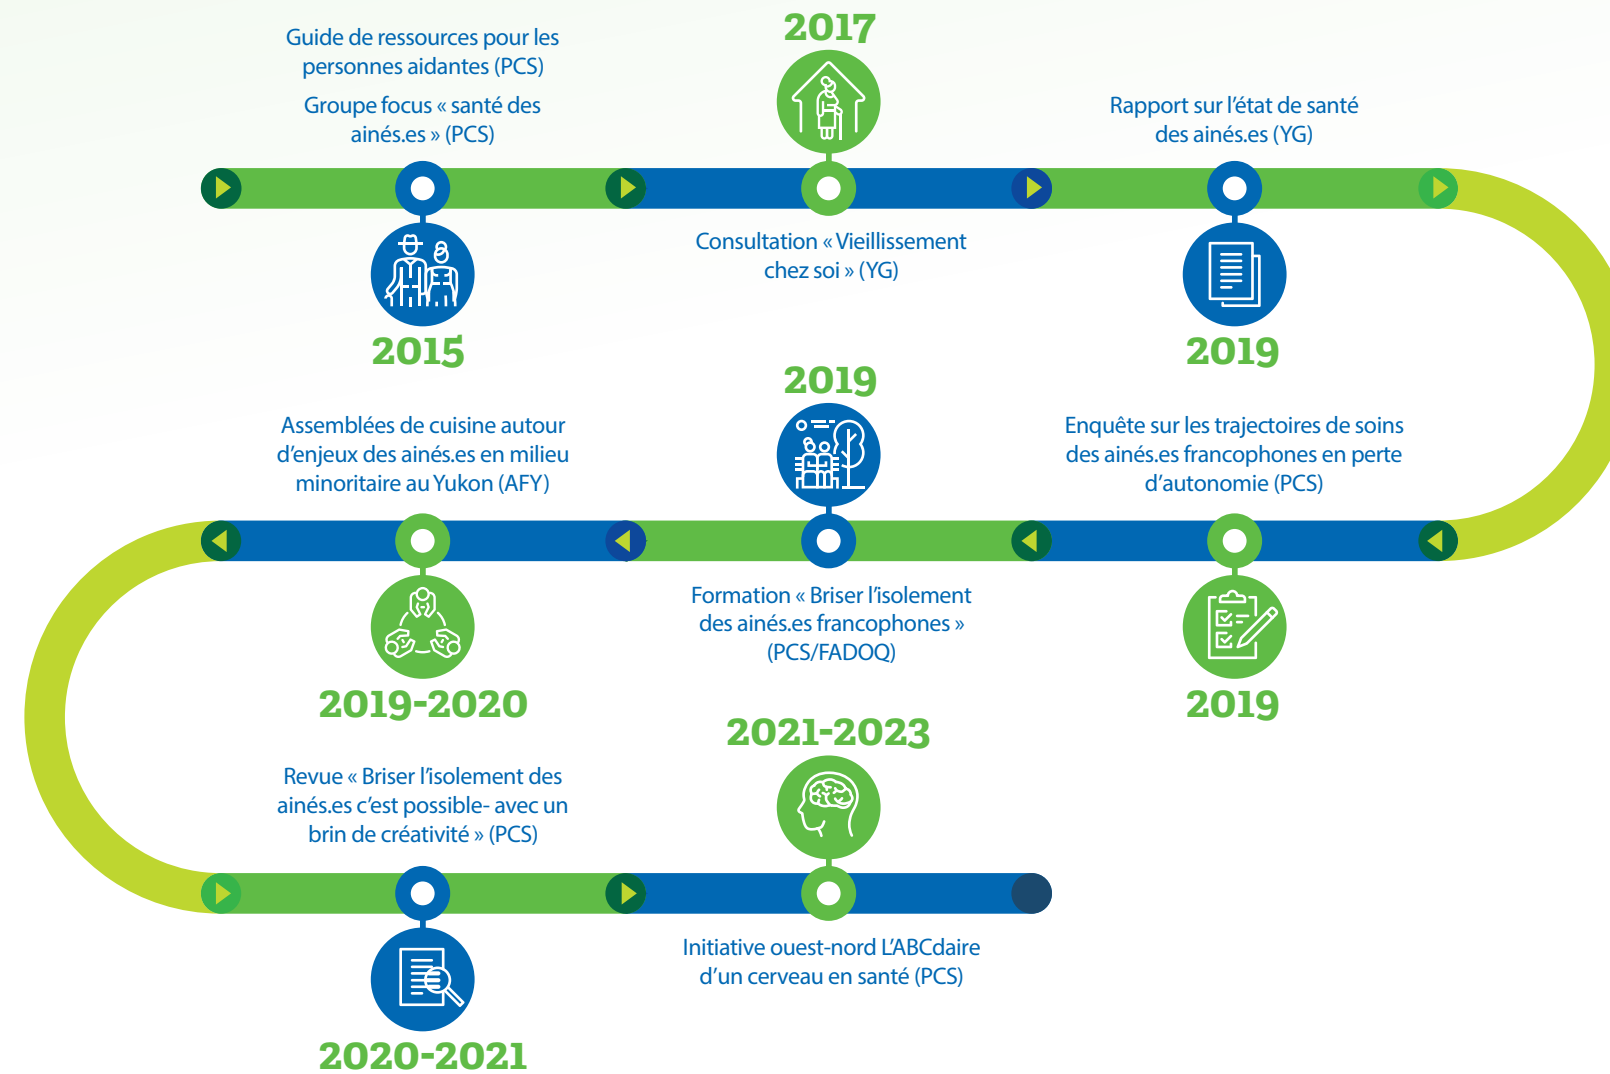 Guide de ressources pour les
personnes aidantes (PCS)
Groupe focus « santé des
ainés.es » (PCS)
2015
2017
Consultation « Vieillissement
chez soi » (YG)
Rapport sur l’état de santé
des ainés.es (YG)
2019
Enquête sur les trajectoires de soins
des ainés.es francophones en perte
d’autonomie (PCS)
2019
2019
Formation « Briser l’isolement
des ainés.es francophones »
(PCS/FADOQ)
Assemblées de cuisine autour
d’enjeux des ainés.es en milieu
minoritaire au Yukon (AFY)
2019-2020
Revue « Briser l’isolement des
ainés.es c’est possible- avec un
brin de créativité » (PCS)
2020-2021
2021-2023
Initiative ouest-nord L’ABCdaire
d’un cerveau en santé (PCS)